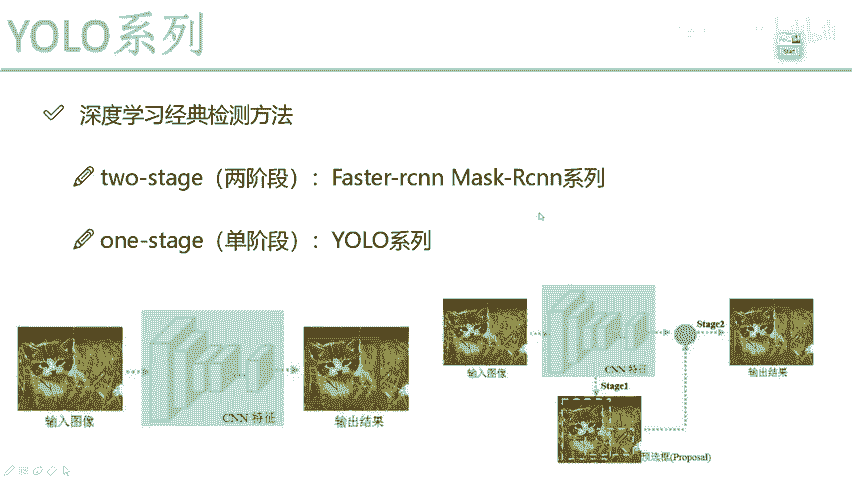 YOLO系列
深度学习经典检测方法
two-stage（两阶段）：Faster-rcnn Mask-Rcnn系列
one-stage（单阶段）：YOLO系列
输入图像
CNN 特征
输出结果
输入图像
CNN 特征
Stage1
Stage2
输出结果
预选框(Proposal)